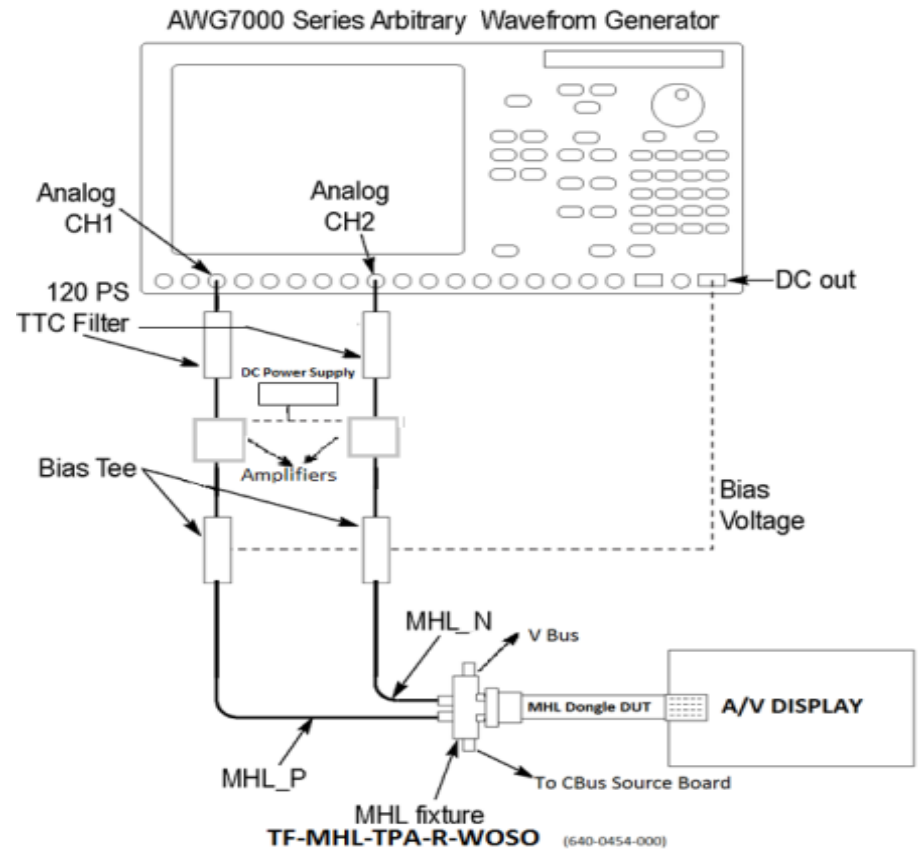 AWG7000 Series Arbitrary Wavefrom Generator
Analog
CH1
Analog
CH2
DC out
120 PS
TTC Filter
DC Power Supply
Amplifiers
Bias Tee
Bias
Voltage
MHL_N
V Bus
MHL Dongle DUT
A/V DISPLAY
MHL_P
To CBus Source Board
MHL fixture
TF-MHL-TPA-R-WOSO (640-0454-000)